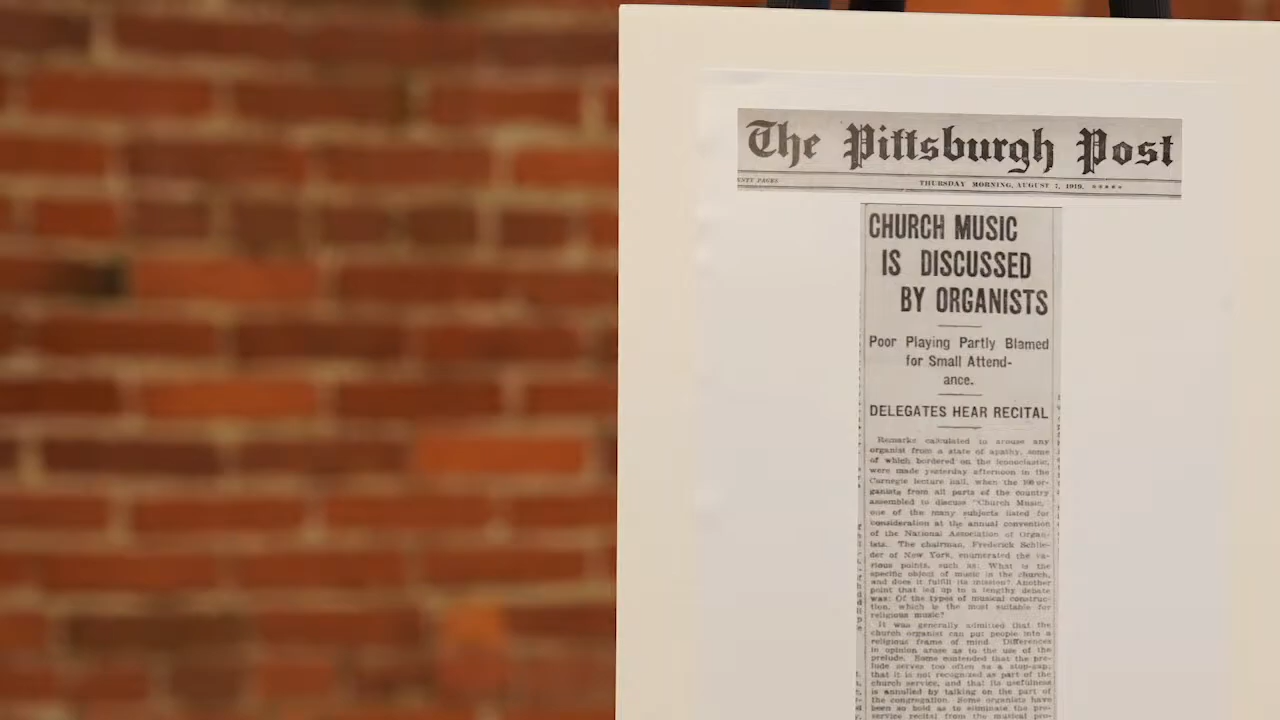 The Pittsburgh Post
ENTY PAGES
THURSDAY MORNING, AUGUST 7, 1919.
CHURCH MUSIC
IS DISCUSSED
BY ORGANISTS
Poor Playing Partly Blamed
for Small Attend-
ance.
DELEGATES HEAR RECITAL
Remarks calculated to arouse any
organist from a state of apathy, some
of which bordered on the iconoclastic,
were made yesterday afternoon in the
Carnegie lecture hall, when the 100 or-
ganists from all parts of the country
assembled to discuss "Church Music,"
one of the many subjects listed for
consideration at the annual convention
of the National Association of Organ-
ists. The chairman, Frederick Schlie-
der of New York, enumerated the va-
rious points, such as: What is the
specific object of music in the church,
and does it fulfill its mission? Another
point that led up to a lengthy debate
was: Of the types of musical construc-
tion, which is the most suitable for
religious music?
It was generally admitted that the
church organist can put people into a
religious frame of mind. Differences
in opinion arose as to the use of the
prelude. Some contended that the pre-
lude serves too often as a stop-gap,
that it is not recognized as part of the
church service, and that its usefulness
is annulled by talking on the part of
the congregation. Some organists have
been so bold as to eliminate the pre-
service recital from the musical pro-